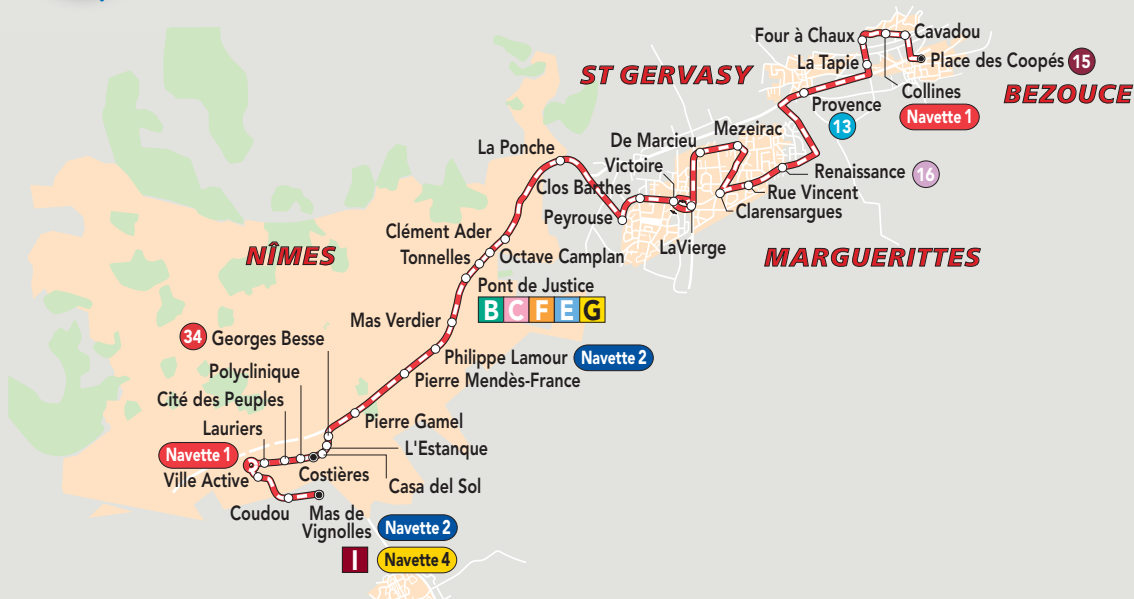 Four à Chaux
Cavadou
La Tapie
Place des Coopés 15
ST GERVASY
BEZOUCE
Collines
Navette 1
Provence
13
De Marcieu
Mezeirac
La Ponche
Victoire
Renaissance 16
Clos Barthes
Rue Vincent
Peyrouse
Clarensargues
Clément Ader
LaVierge
NÎMES
Tonnelles
Octave Camplan
MARGUERITTES
Pont de Justice
B C F E G
Mas Verdier
34 Georges Besse
Philippe Lamour Navette 2
Polyclinique
Pierre Mendès-France
Cité des Peuples
Lauriers
Pierre Gamel
Navette 1
L'Estanque
Ville Active
Costières
Casa del Sol
Coudou
Mas de
Vignolles
Navette 2
I
Navette 4